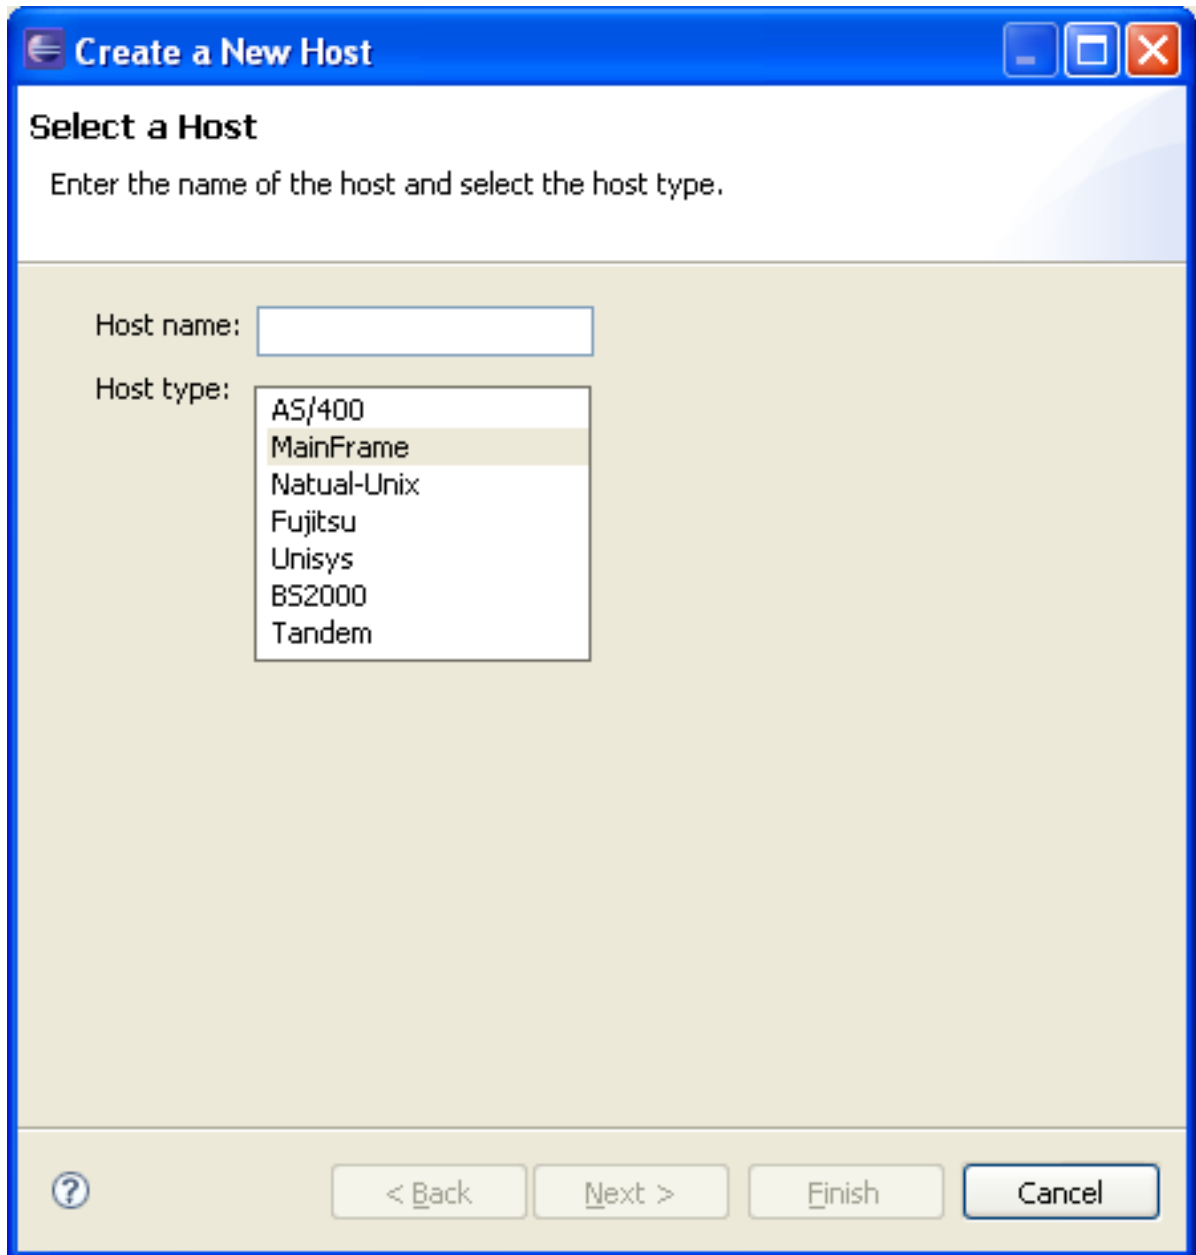 Create a New Host
Select a Host
Enter the name of the host and select the host type.
Host name:
Host type:
AS/400
MainFrame
Natual-Unix
Fujitsu
Unisys
BS2000
Tandem
? < Back Next > Finish Cancel